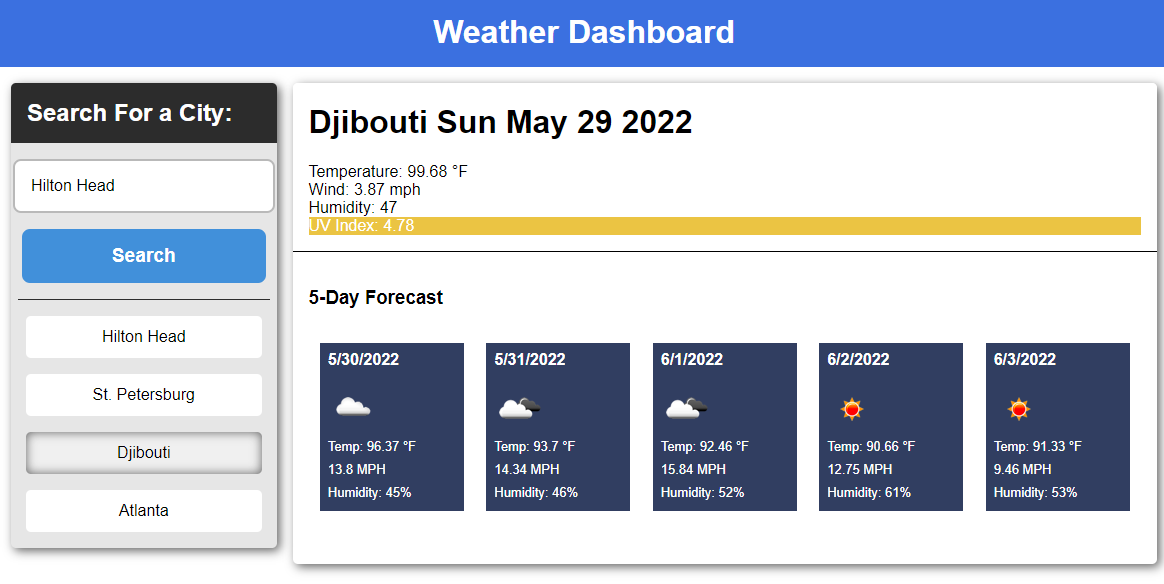 Weather Dashboard
Search For a City:
Hilton Head
Search
Hilton Head
St. Petersburg
Djibouti
Atlanta
Djibouti Sun May 29 2022
Temperature: 99.68 °F
Wind: 3.87 mph
Humidity: 47
UV Index: 4.78
5-Day Forecast
5/30/2022
Temp: 96.37 °F
13.8 MPH
Humidity: 45%
5/31/2022
Temp: 93.7 °F
14.34 MPH
Humidity: 46%
6/1/2022
Temp: 92.46 °F
15.84 MPH
Humidity: 52%
6/2/2022
Temp: 90.66 °F
12.75 MPH
Humidity: 61%
6/3/2022
Temp: 91.33 °F
9.46 MPH
Humidity: 53%